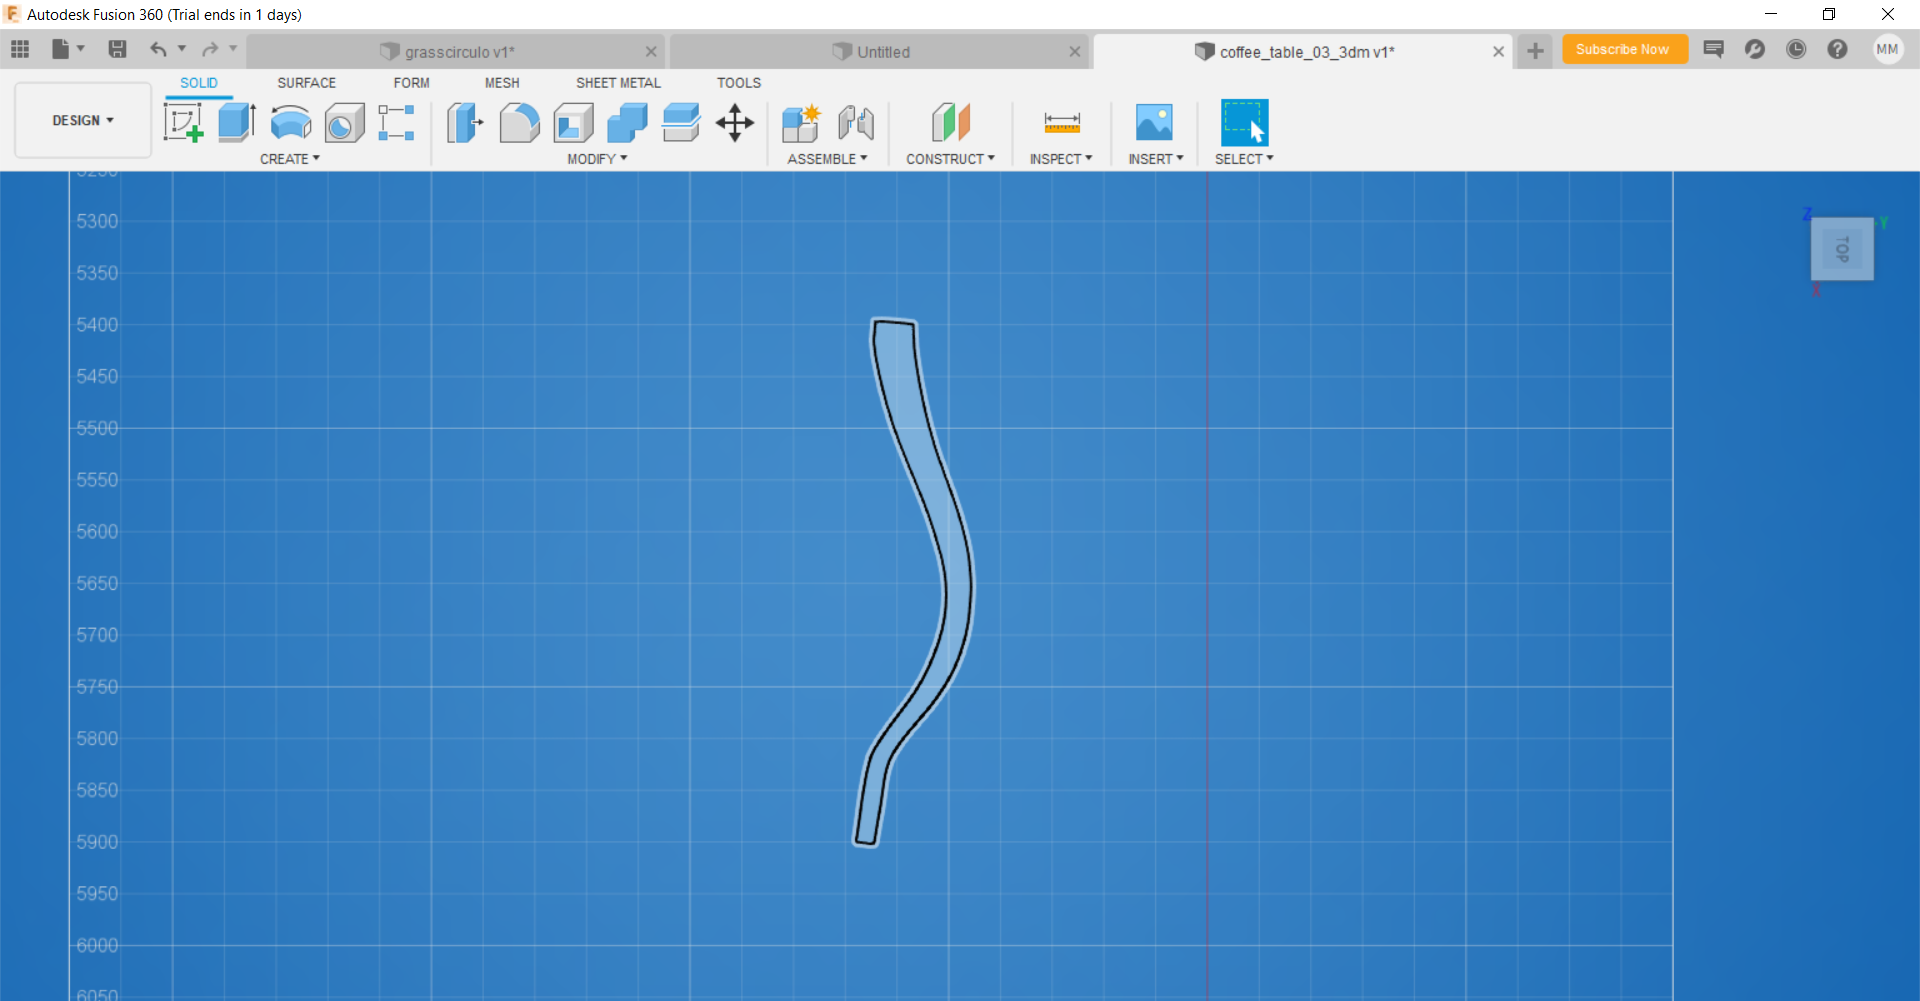 Autodesk Fusion 360 (Trial ends in 1 days)
grasscirculo v1*
Untitled
coffee_table_03_3dm v1*
Subscribe Now
MM
SOLID
SURFACE
FORM
MESH
SHEET METAL
TOOLS
DESIGN
CREATE
MODIFY
ASSEMBLE
CONSTRUCT
INSPECT
INSERT
SELECT
5250
5300
5350
5400
5450
5500
5550
5600
5650
5700
5750
5800
5850
5900
5950
6000
6050
Z
Y
TOP
X